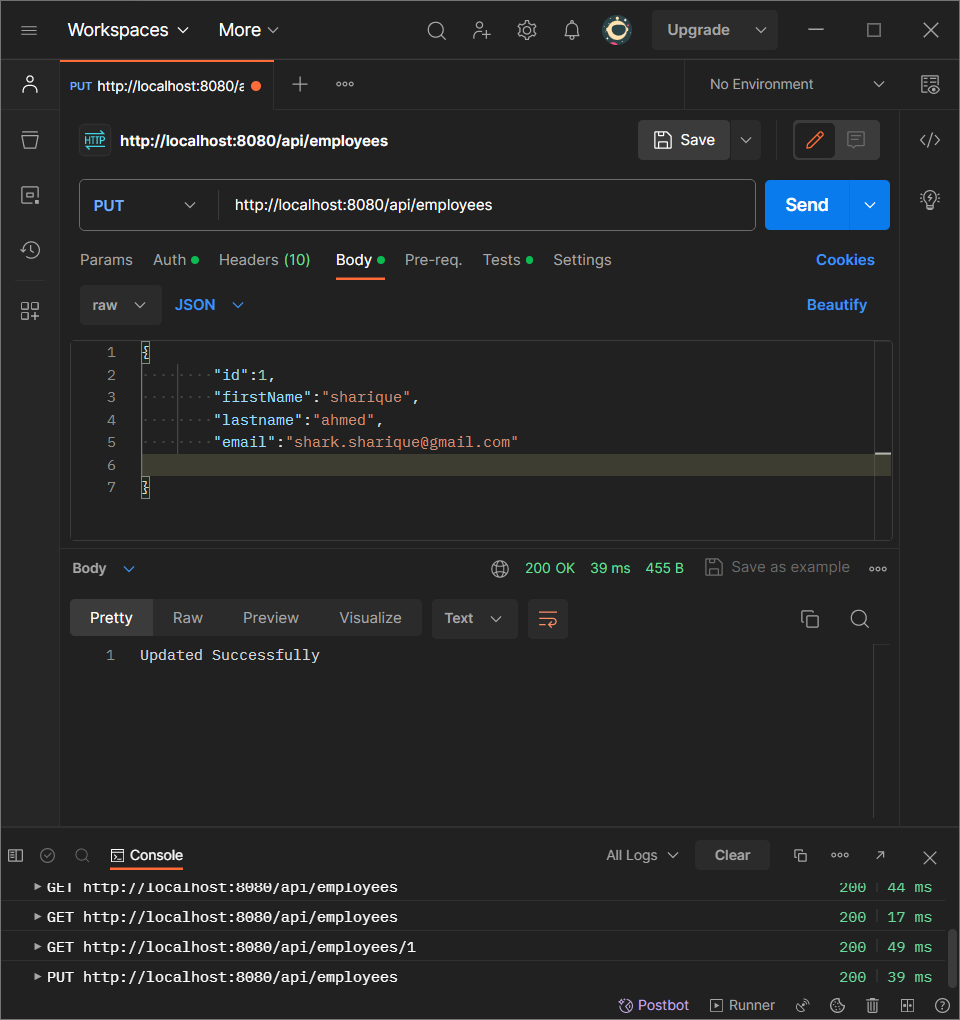 Workspaces More Upgrade
PUT http://localhost:8080/a No Environment
HTTP http://localhost:8080/api/employees Save
PUT http://localhost:8080/api/employees Send
Params Auth Headers (10) Body Pre-req. Tests Settings Cookies
raw JSON Beautify
1 {
2 "id":1,
3 "firstName":"sharique",
4 "lastname":"ahmed",
5 "email":"shark.sharique@gmail.com"
6
7 }
Body 200 OK 39 ms 455 B Save as example
Pretty Raw Preview Visualize Text
1 Updated Successfully
Console All Logs Clear
GET http://localhost:8080/api/employees 200 44 ms
GET http://localhost:8080/api/employees 200 17 ms
GET http://localhost:8080/api/employees/1 200 49 ms
PUT http://localhost:8080/api/employees 200 39 ms
Postbot Runner